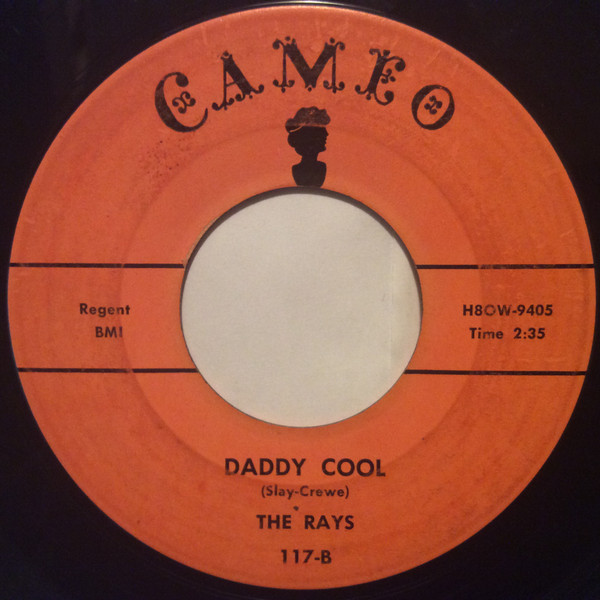 CAMEO
Regent
BMI
H8OW-9405
Time 2:35
DADDY COOL
(Slay-Crewe)
THE RAYS
117-B